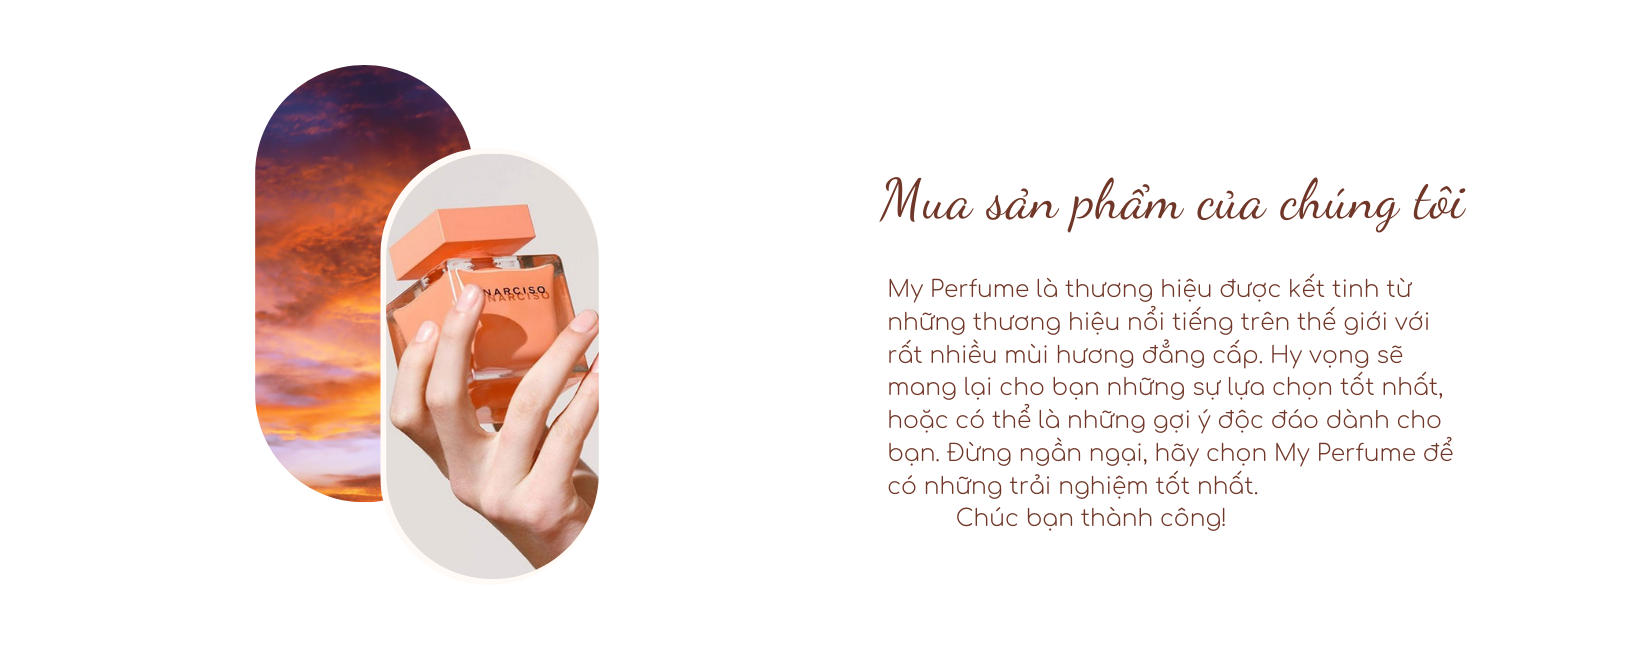 NARCISO
NARCISO
Mua sản phẩm của chúng tôi
My Perfume là thương hiệu được kết tinh từ
những thương hiệu nổi tiếng trên thế giới với
rất nhiều mùi hương đẳng cấp. Hy vọng sẽ
mang lại cho bạn những sự lựa chọn tốt nhất,
hoặc có thể là những gợi ý độc đáo dành cho
bạn. Đừng ngần ngại, hãy chọn My Perfume để
có những trải nghiệm tốt nhất.
Chúc bạn thành công!